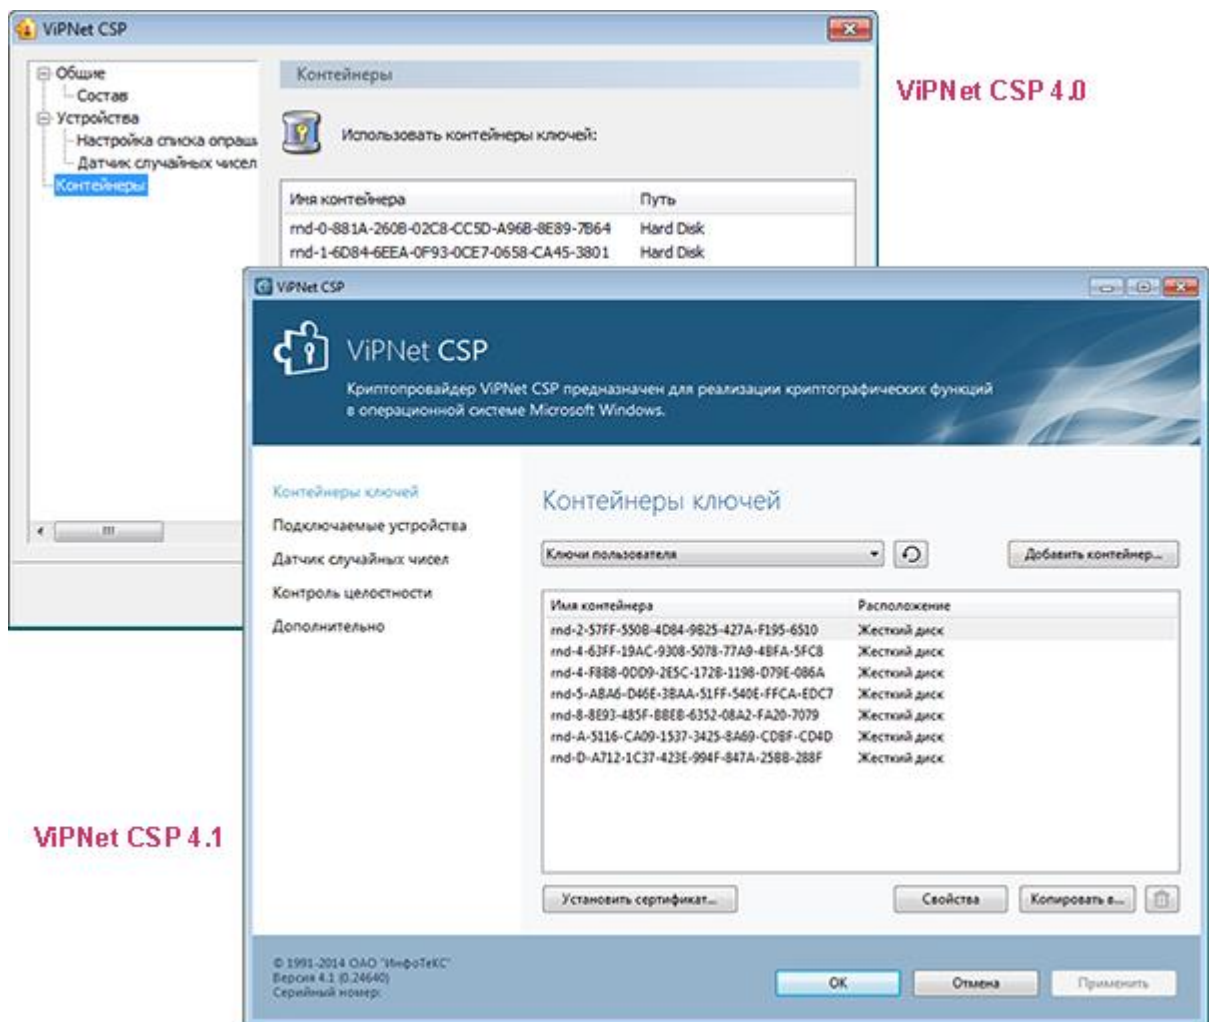 ViPNet CSP
ViPNet CSP 4.0
Общие
Состав
Устройства
Настройка списка опраш
Датчик случайных чисел
Контейнеры
Контейнеры
Использовать контейнеры ключей:
Имя контейнера Путь
rnd-0-881A-260B-02C8-CC5D-A96B-8E89-7B64 Hard Disk
rnd-1-6D84-6EEA-0F93-0CE7-0658-CA45-3801 Hard Disk
ViPNet CSP
ViPNet CSP
Криптопровайдер ViPNet CSP предназначен для реализации криптографических функций
в операционной системе Microsoft Windows.
Контейнеры ключей
Подключаемые устройства
Датчик случайных чисел
Контроль целостности
Дополнительно
Контейнеры ключей
Ключи пользователя
Добавить контейнер...
Имя контейнера Расположение
rnd-2-57FF-550B-4D84-9B25-427A-F195-6510 Жесткий диск
rnd-4-63FF-19AC-9308-5078-77A9-4BFA-5FC8 Жесткий диск
rnd-4-F8B8-0DD9-2E5C-172B-1198-D79E-086A Жесткий диск
rnd-5-ABA6-D46E-3BAA-51FF-540E-FFCA-EDC7 Жесткий диск
rnd-8-8E93-485F-BBEB-6352-08A2-FA20-7079 Жесткий диск
rnd-A-5116-CA09-1537-3425-8A69-CDBF-CD4D Жесткий диск
rnd-D-A712-1C37-423E-994F-847A-25BB-288F Жесткий диск
Установить сертификат...
Свойства
Копировать в...
ViPNet CSP 4.1
© 1991-2014 ОАО "ИнфоТеКС"
Версия 4.1 (0.24640)
Серийный номер:
OK
Отмена
Применить